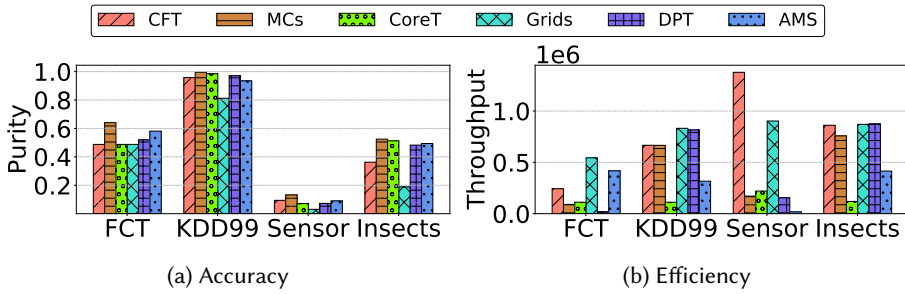 CFT MCs CoreT Grids DPT AMS
1.0
0.8
0.6
0.4
0.2
Purity
FCT KDD99 Sensor Insects
(a) Accuracy
1e6
1.0
0.5
0.0
Throughput
FCT KDD99 Sensor Insects
(b) Efficiency